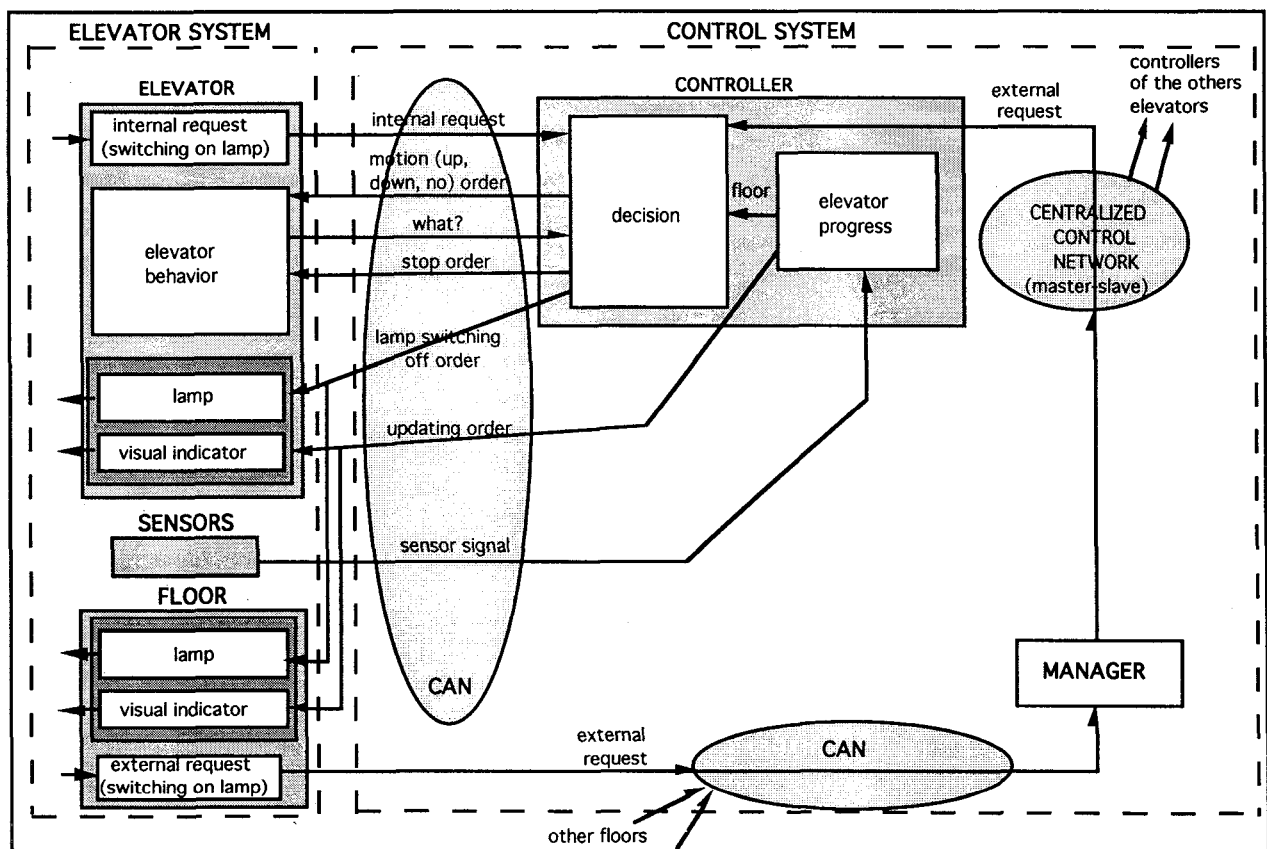 ELEVATOR SYSTEM
CONTROL SYSTEM
ELEVATOR
internal request
(switching on lamp)
elevator
behavior
lamp
visual indicator
SENSORS
FLOOR
lamp
visual indicator
external request
(switching on lamp)
internal request
motion (up,
down, no) order
what?
stop order
lamp switching
off order
updating order
sensor signal
CAN
CONTROLLER
decision
floor
elevator
progress
external
request
controllers
of the others
elevators
CENTRALIZED
CONTROL
NETWORK
(master-slave)
MANAGER
external
request
CAN
other floors